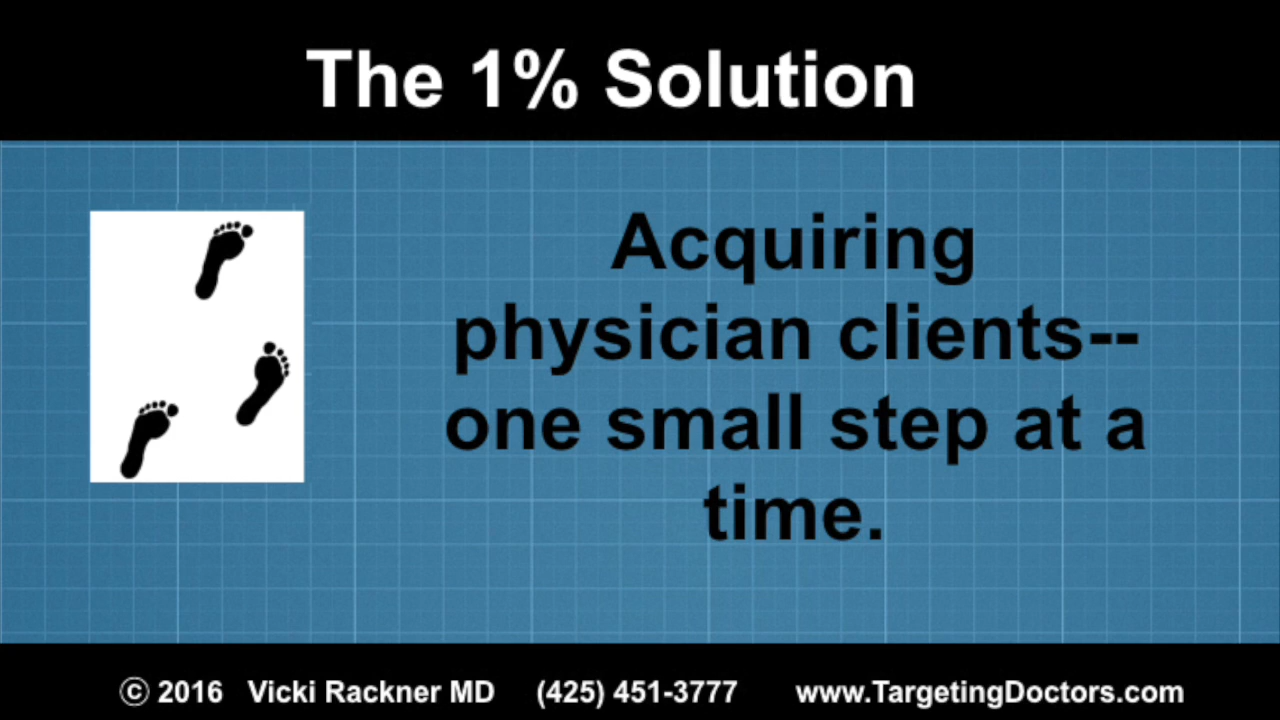 The 1% Solution
Acquiring
physician clients--
one small step at a
time.
© 2016 Vicki Rackner MD (425) 451-3777 www.TargetingDoctors.com